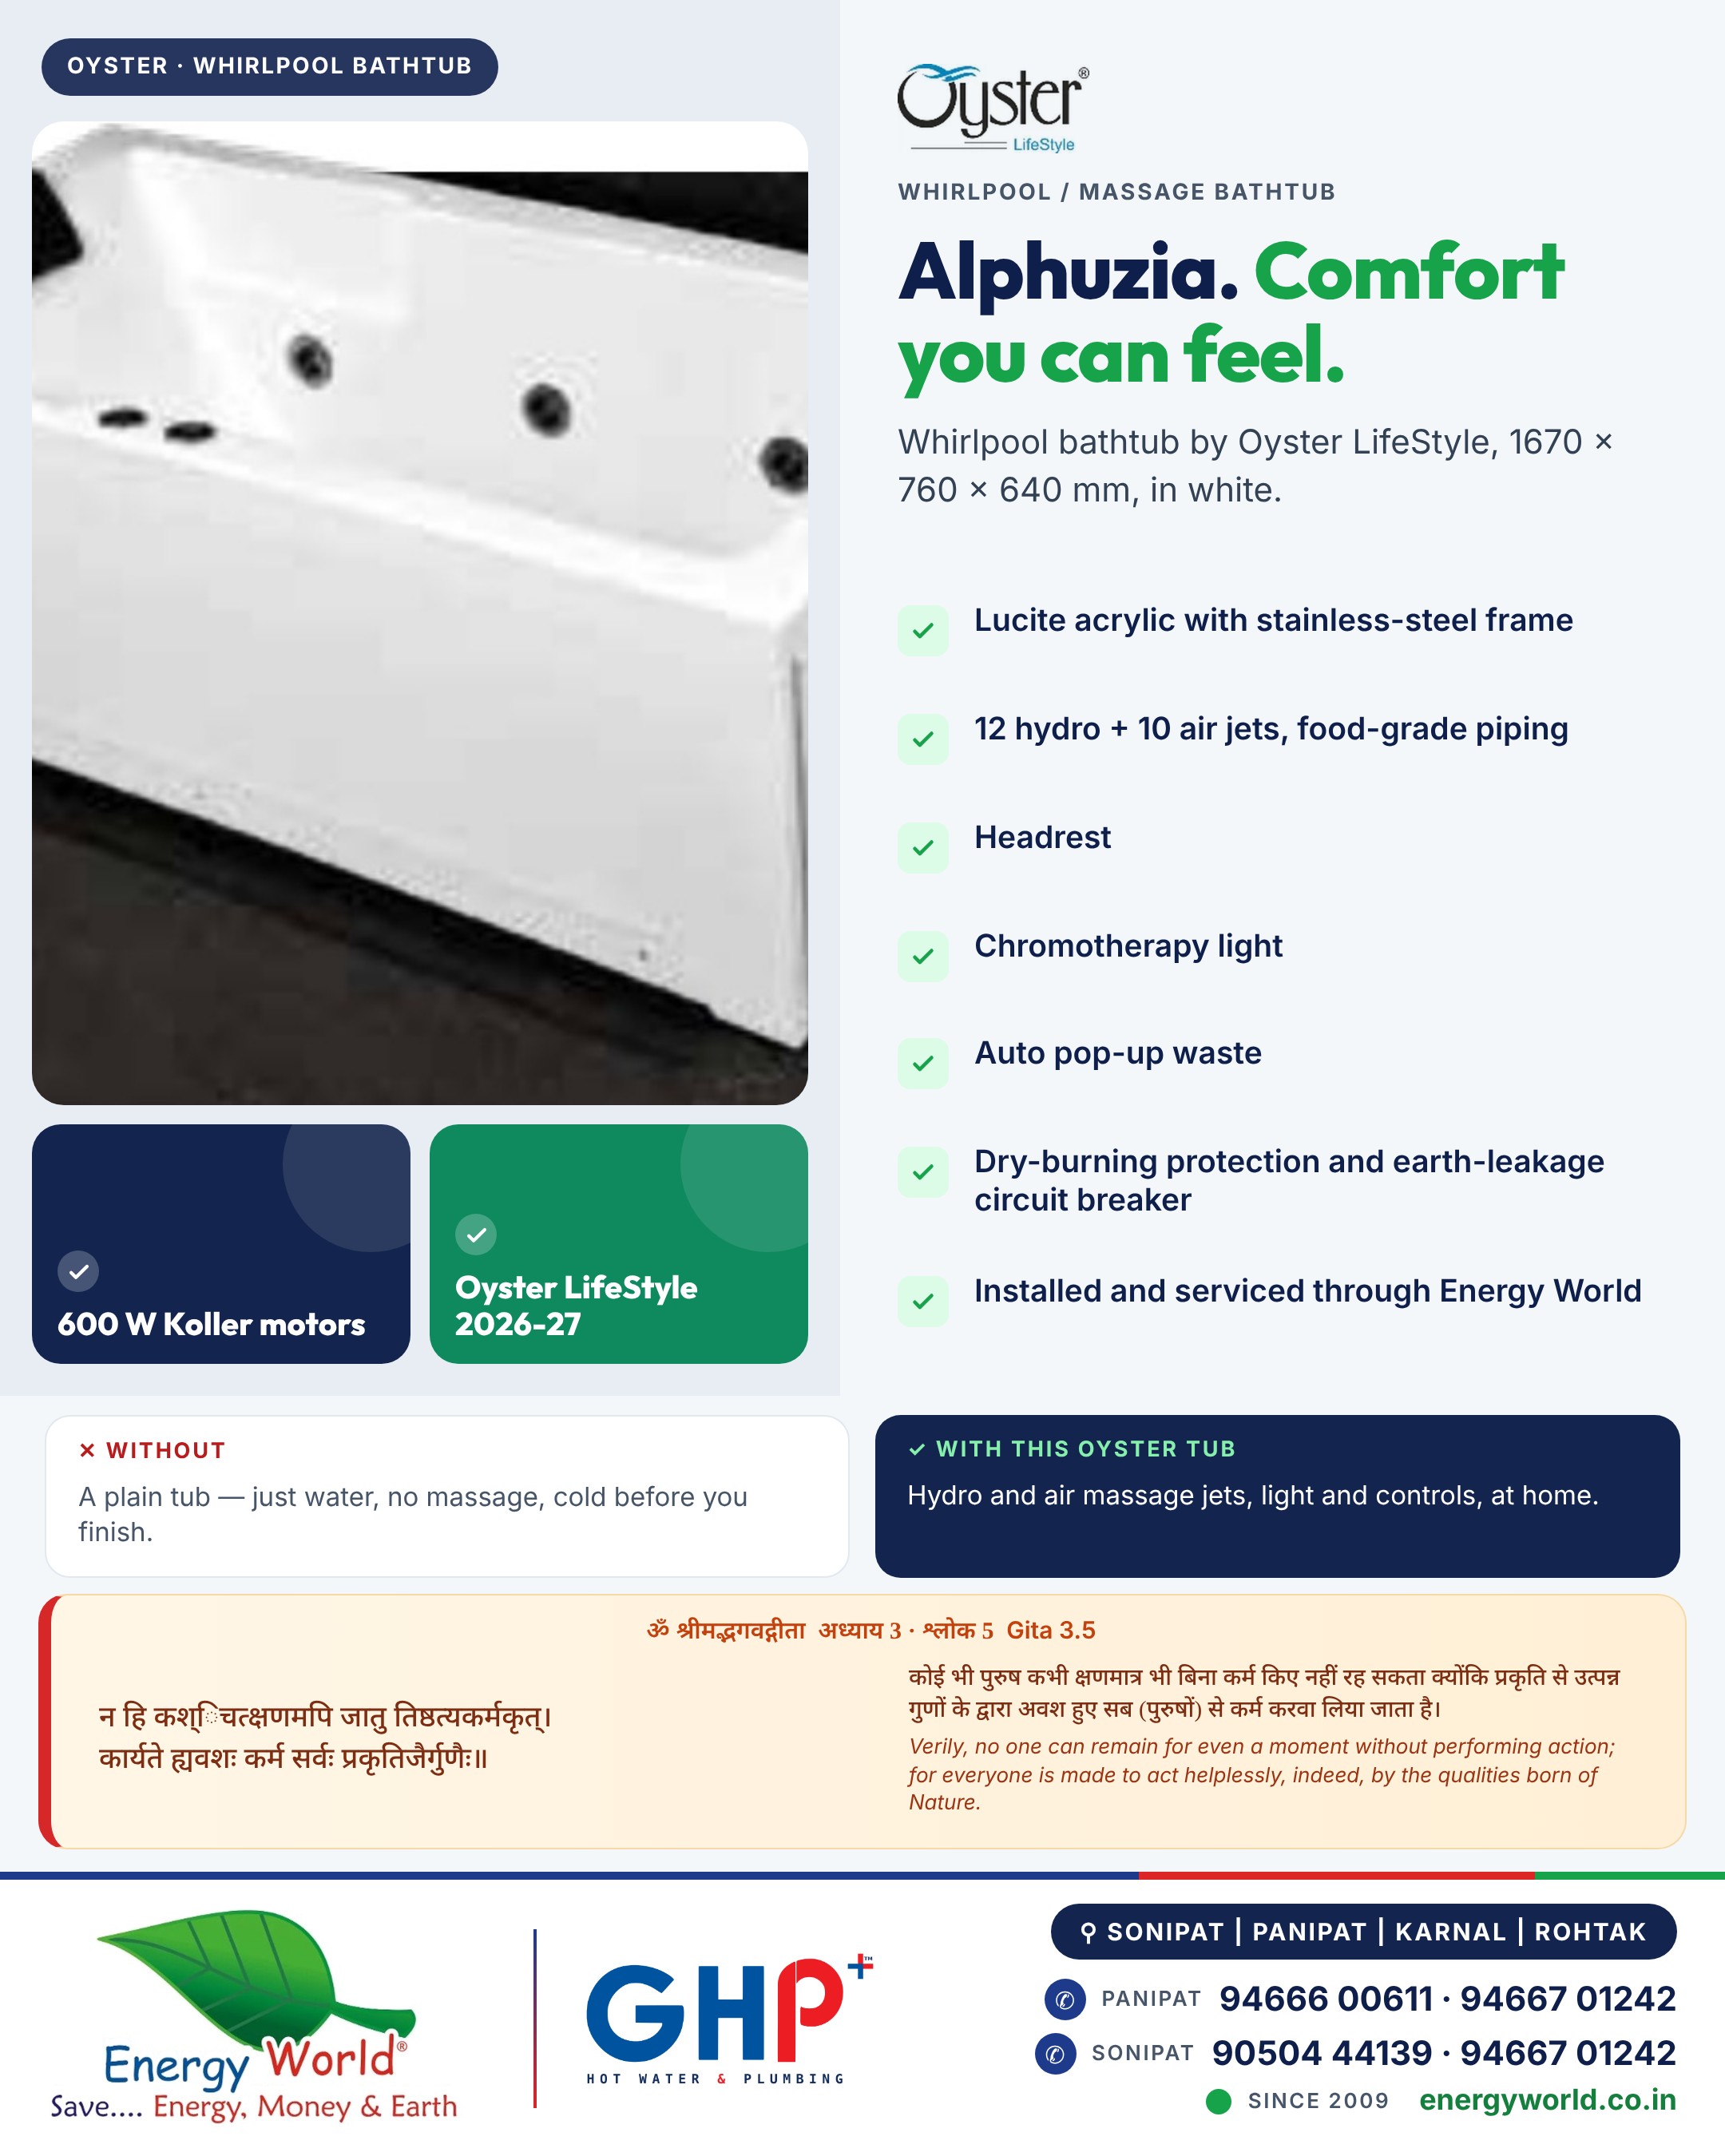 OYSTER · WHIRLPOOL BATHTUB
Oyster®
LifeStyle
WHIRLPOOL / MASSAGE BATHTUB
Alphuzia. Comfort
you can feel.
Whirlpool bathtub by Oyster LifeStyle, 1670 ×
760 × 640 mm, in white.
Lucite acrylic with stainless-steel frame
12 hydro + 10 air jets, food-grade piping
Headrest
Chromotherapy light
Auto pop-up waste
Dry-burning protection and earth-leakage
circuit breaker
Installed and serviced through Energy World
600 W Koller motors
Oyster LifeStyle
2026-27
✕ WITHOUT
A plain tub — just water, no massage, cold before you
finish.
✓ WITH THIS OYSTER TUB
Hydro and air massage jets, light and controls, at home.
ॐ श्रीमद्भगवद्गीता अध्याय 3 · श्लोक 5 Gita 3.5
न हि कश्िचत्क्षणमपि जातु तिष्ठत्यकर्मकृत्।
कार्यते ह्यवशः कर्म सर्वः प्रकृतिजैर्गुणैः॥
कोई भी पुरुष कभी क्षणमात्र भी बिना कर्म किए नहीं रह सकता क्योंकि प्रकृति से उत्पन्न
गुणों के द्वारा अवश हुए सब (पुरुषों) से कर्म करवा लिया जाता है।
Verily, no one can remain for even a moment without performing action;
for everyone is made to act helplessly, indeed, by the qualities born of
Nature.
Energy World®
Save.... Energy, Money & Earth
GHP+™
HOT WATER & PLUMBING
SONIPAT | PANIPAT | KARNAL | ROHTAK
PANIPAT 94666 00611 · 94667 01242
SONIPAT 90504 44139 · 94667 01242
SINCE 2009 energyworld.co.in